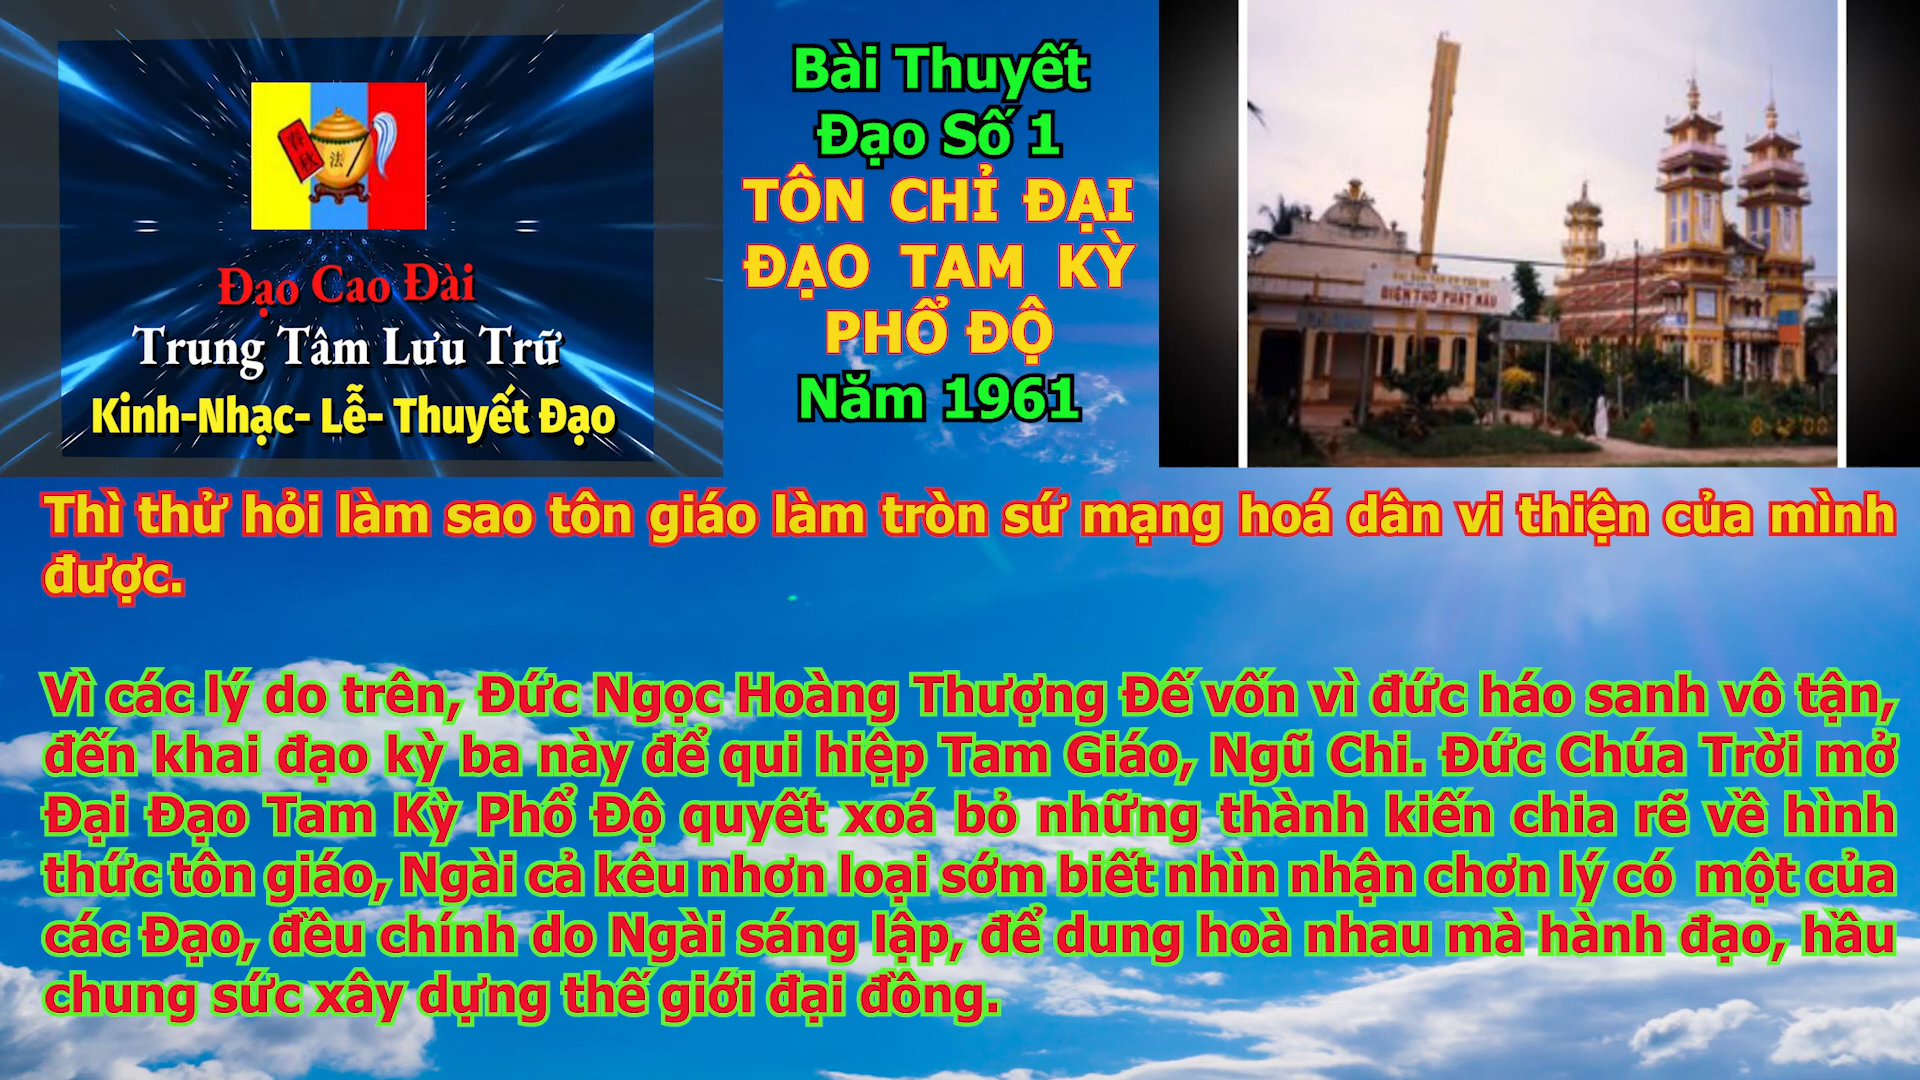 春秋
法
Đạo Cao Đài
Trung Tâm Lưu Trữ
Kinh-Nhạc- Lễ- Thuyết Đạo
Bài Thuyết
Đạo Số 1
TÔN CHỈ ĐẠI
ĐẠO TAM KỲ
PHỔ ĐỘ
Năm 1961
ĐIỆN THỜ PHẬT MẪU
Thì thử hỏi làm sao tôn giáo làm tròn sứ mạng hoá dân vi thiện của mình
được.
Vì các lý do trên, Đức Ngọc Hoàng Thượng Đế vốn vì đức háo sanh vô tận,
đến khai đạo kỳ ba này để qui hiệp Tam Giáo, Ngũ Chi. Đức Chúa Trời mở
Đại Đạo Tam Kỳ Phổ Độ quyết xoá bỏ những thành kiến chia rẽ về hình
thức tôn giáo, Ngài cả kêu nhơn loại sớm biết nhìn nhận chơn lý có một của
các Đạo, đều chính do Ngài sáng lập, để dung hoà nhau mà hành đạo, hầu
chung sức xây dựng thế giới đại đồng.